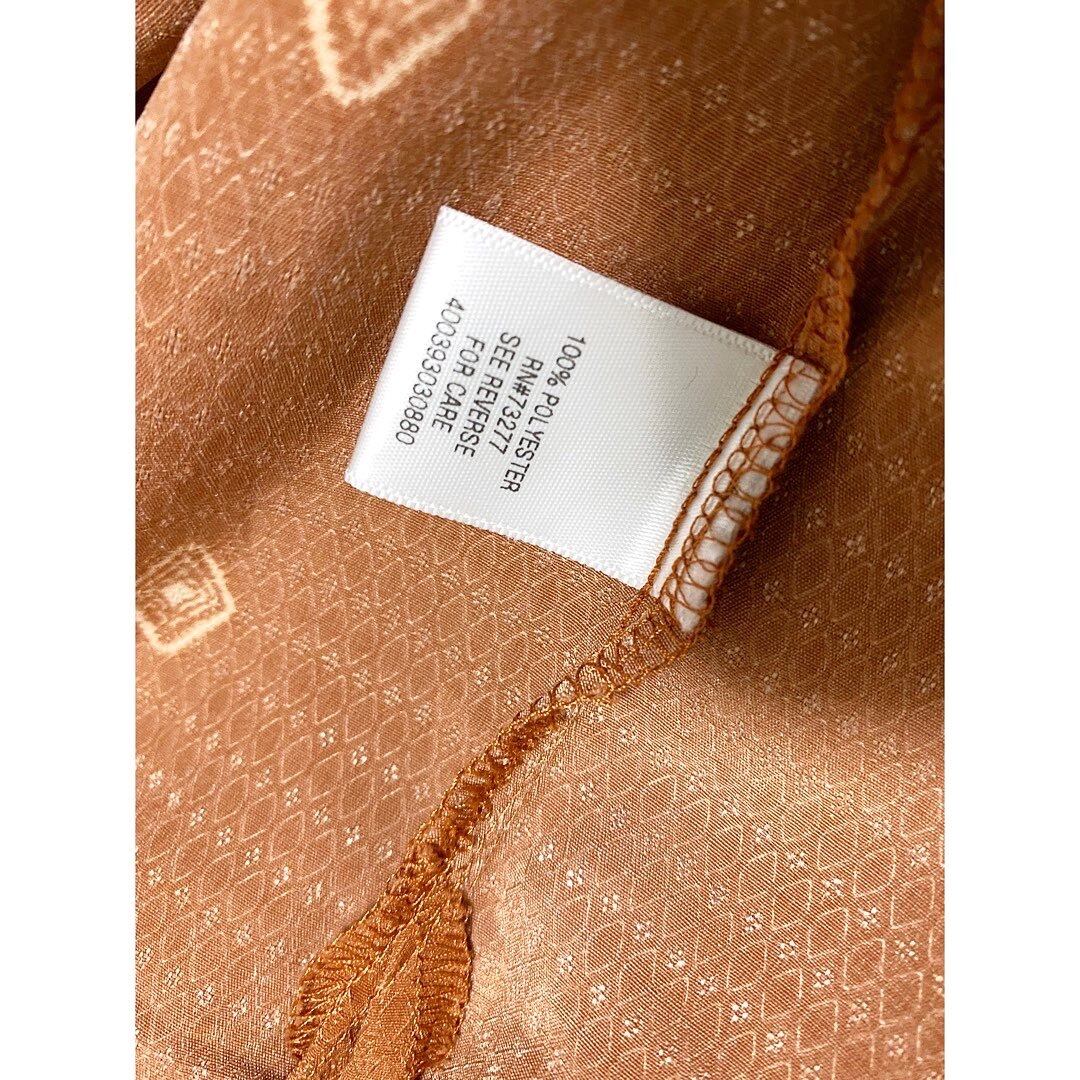 100% POLYESTER
RN#73277
SEE REVERSE
FOR CARE
400393030880